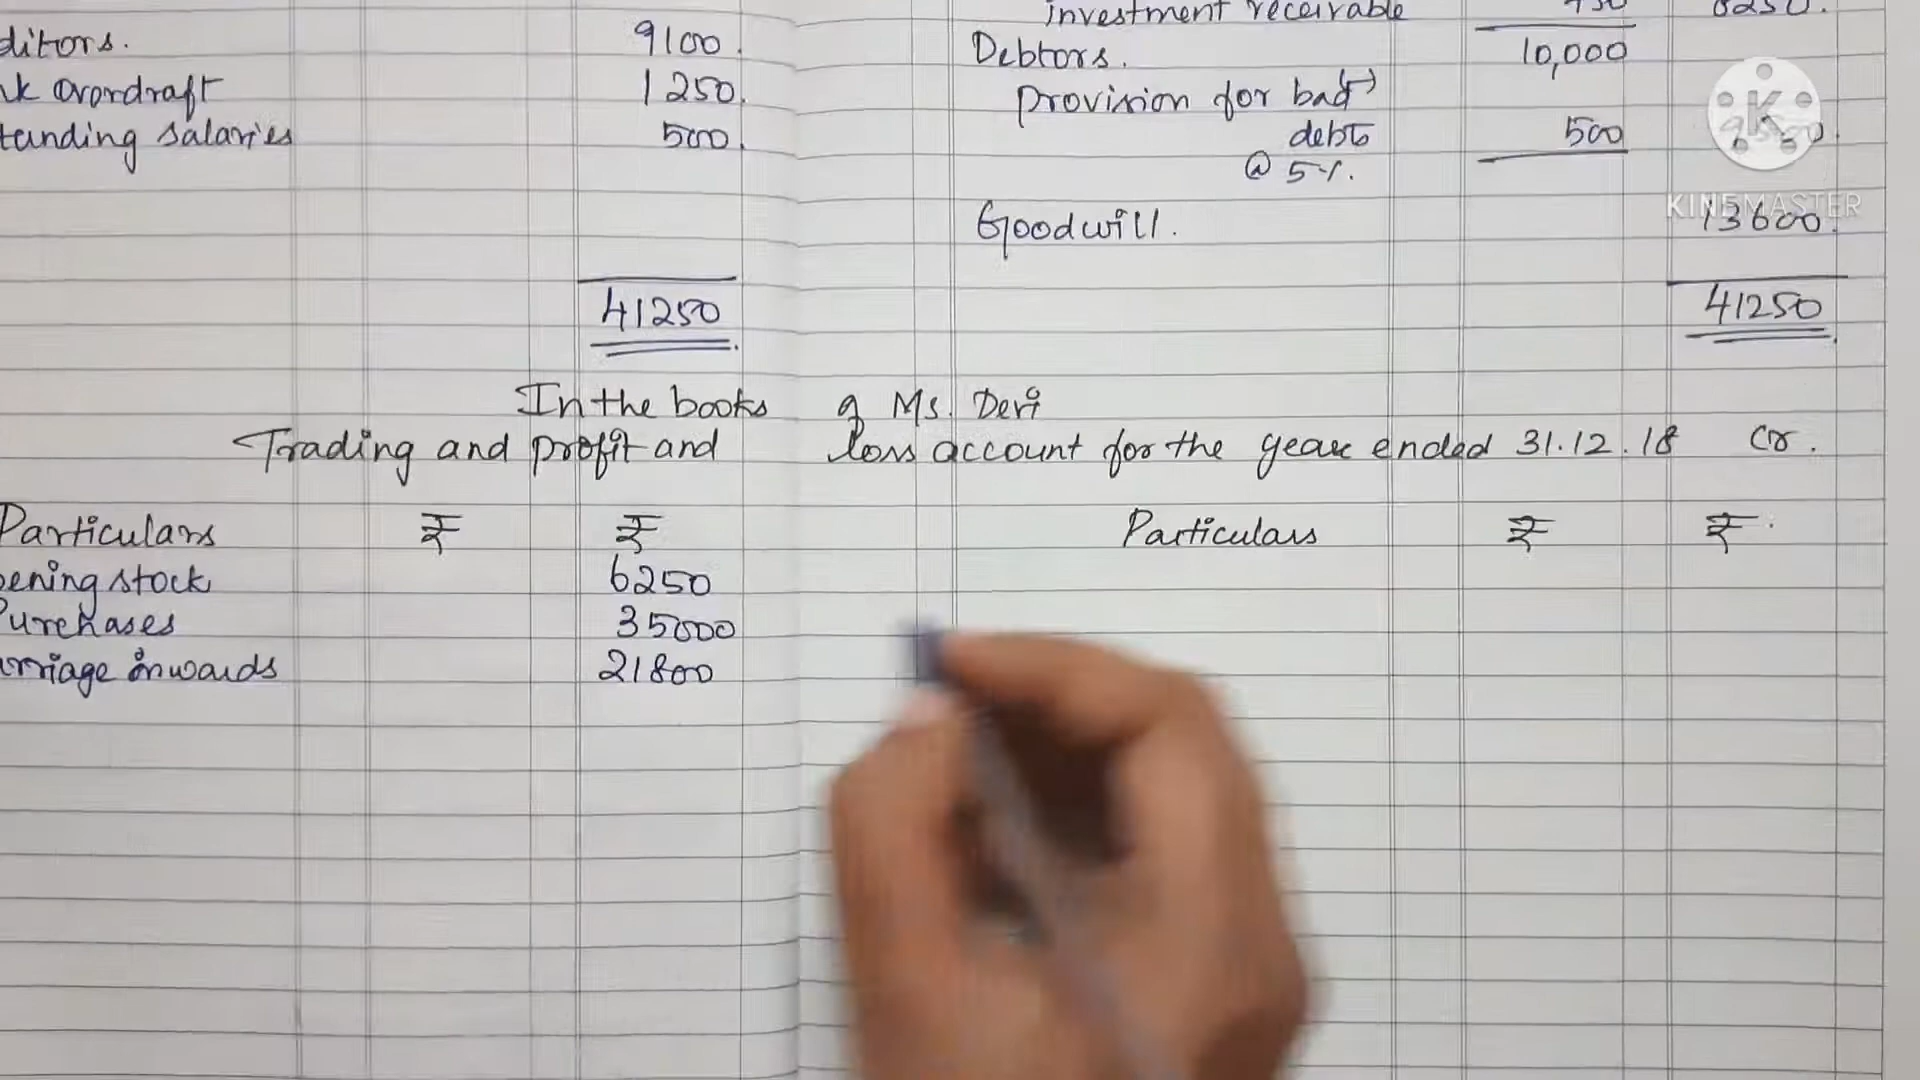 investment receivable
ditors. 9100. Debtors. 10,000
k overdraft 1250. provision for bad (-)
tanding salaries 500. debts 500
@ 5%.
Goodwill. 13600.
KINEMASTER
41250 41250
In the books of Ms. Devi
Trading and profit and loss account for the year ended 31.12.18 Cr.
Particulars ₹ ₹ Particulars ₹ ₹.
ening stock 6250
Purchases 35000
rriage inwards 21800